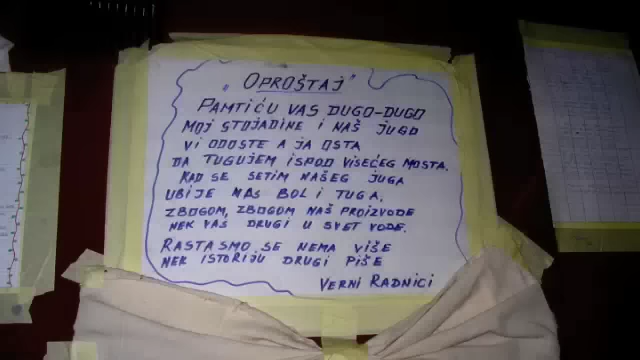 "OPROŠTAJ"
PAMTIĆU VAS DUGO-DUGO
MOJ STOJADINE I NAŠ JUGO
VI ODOSTE A JA OSTA
DA TUGUJEM ISPOD VISEĆEG MOSTA.
KAD SE SETIM NAŠEG JUGA
UBIJE NAS BOL I TUGA.
ZBOGOM, ZBOGOM NAŠ PROIZVODE
NEK VAS DRUGI U SVET VODE.
RASTASMO SE NEMA VIŠE
NEK ISTORIJU DRUGI PIŠE
VERNI RADNICI